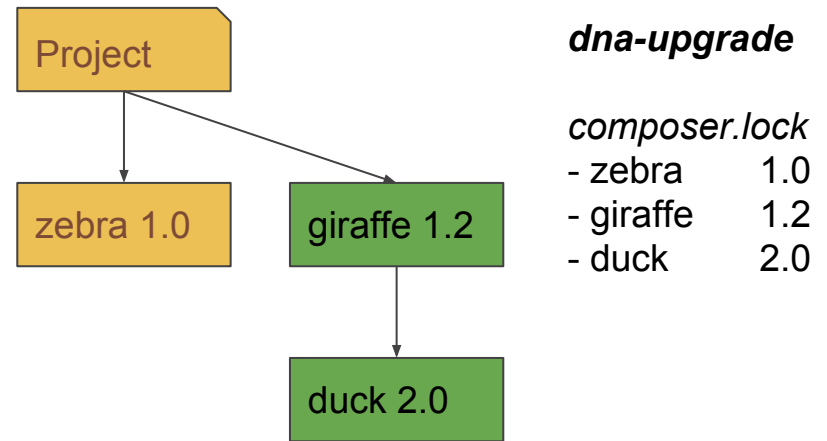 Project
zebra 1.0
giraffe 1.2
duck 2.0
dna-upgrade
composer.lock
- zebra 1.0
- giraffe 1.2
- duck 2.0